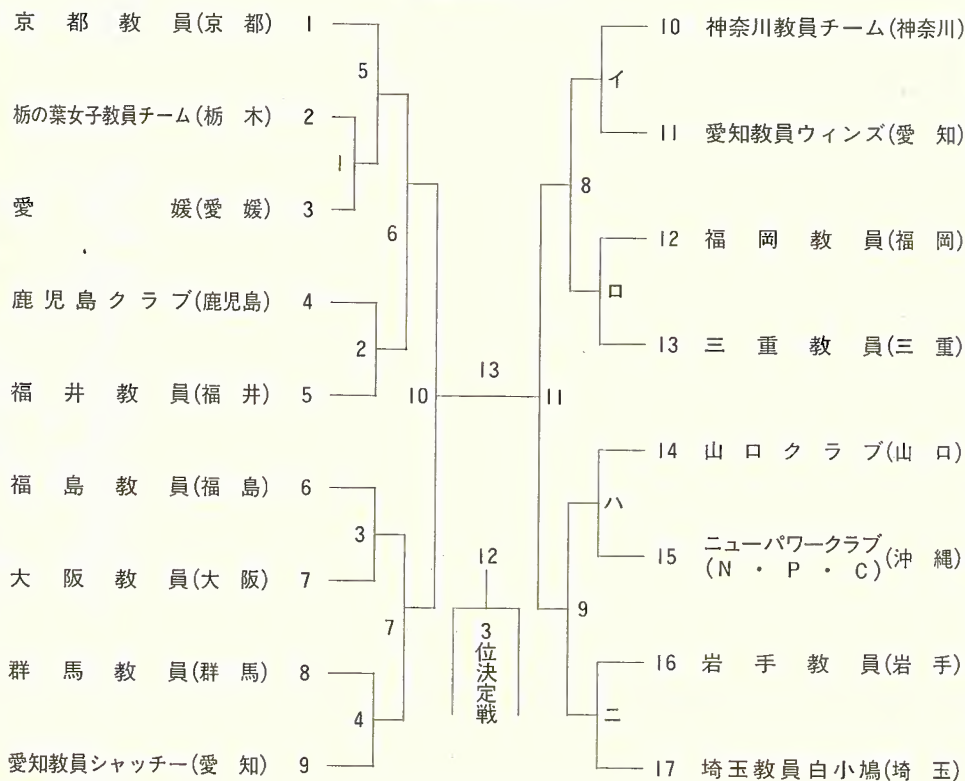 京都教員(京都) 1
5
栃の葉女子教員チーム(栃木) 2
1
愛媛(愛媛) 3
6
鹿児島クラブ(鹿児島) 4
2
福井教員(福井) 5
10
福島教員(福島) 6
3
大阪教員(大阪) 7
7
群馬教員(群馬) 8
4
愛知教員シャッチー(愛知) 9
13
12
3位決定戦
10 神奈川教員チーム(神奈川)
イ
11 愛知教員ウィンズ(愛知)
8
12 福岡教員(福岡)
ロ
13 三重教員(三重)
11
14 山口クラブ(山口)
ハ
15 ニューパワークラブ(沖縄)
(N・P・C)
9
16 岩手教員(岩手)
ニ
17 埼玉教員白小鳩(埼玉)